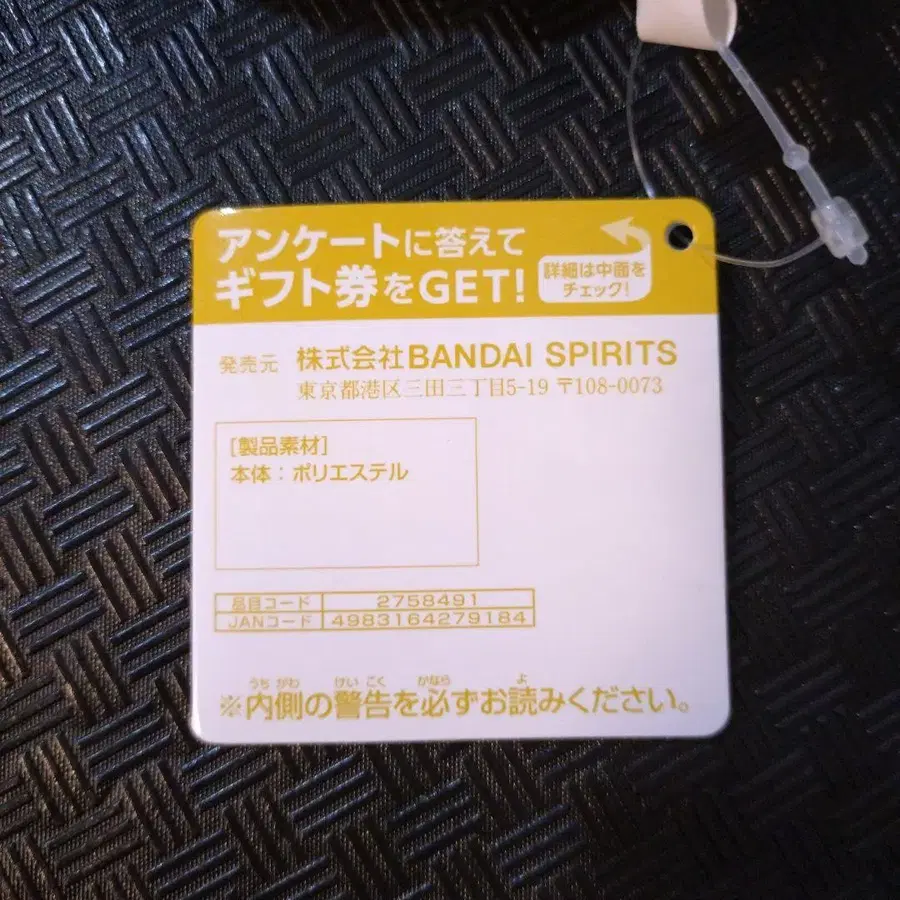 アンケートに答えて
ギフト券をGET!
詳細は中面を
チェック!
発売元 株式会社BANDAI SPIRITS
東京都港区三田三丁目5-19 〒108-0073
[製品素材]
本体：ポリエステル
品目コード 2758491
JANコード 4983164279184
うちがわ けいこく かなら よ
※内側の警告を必ずお読みください。